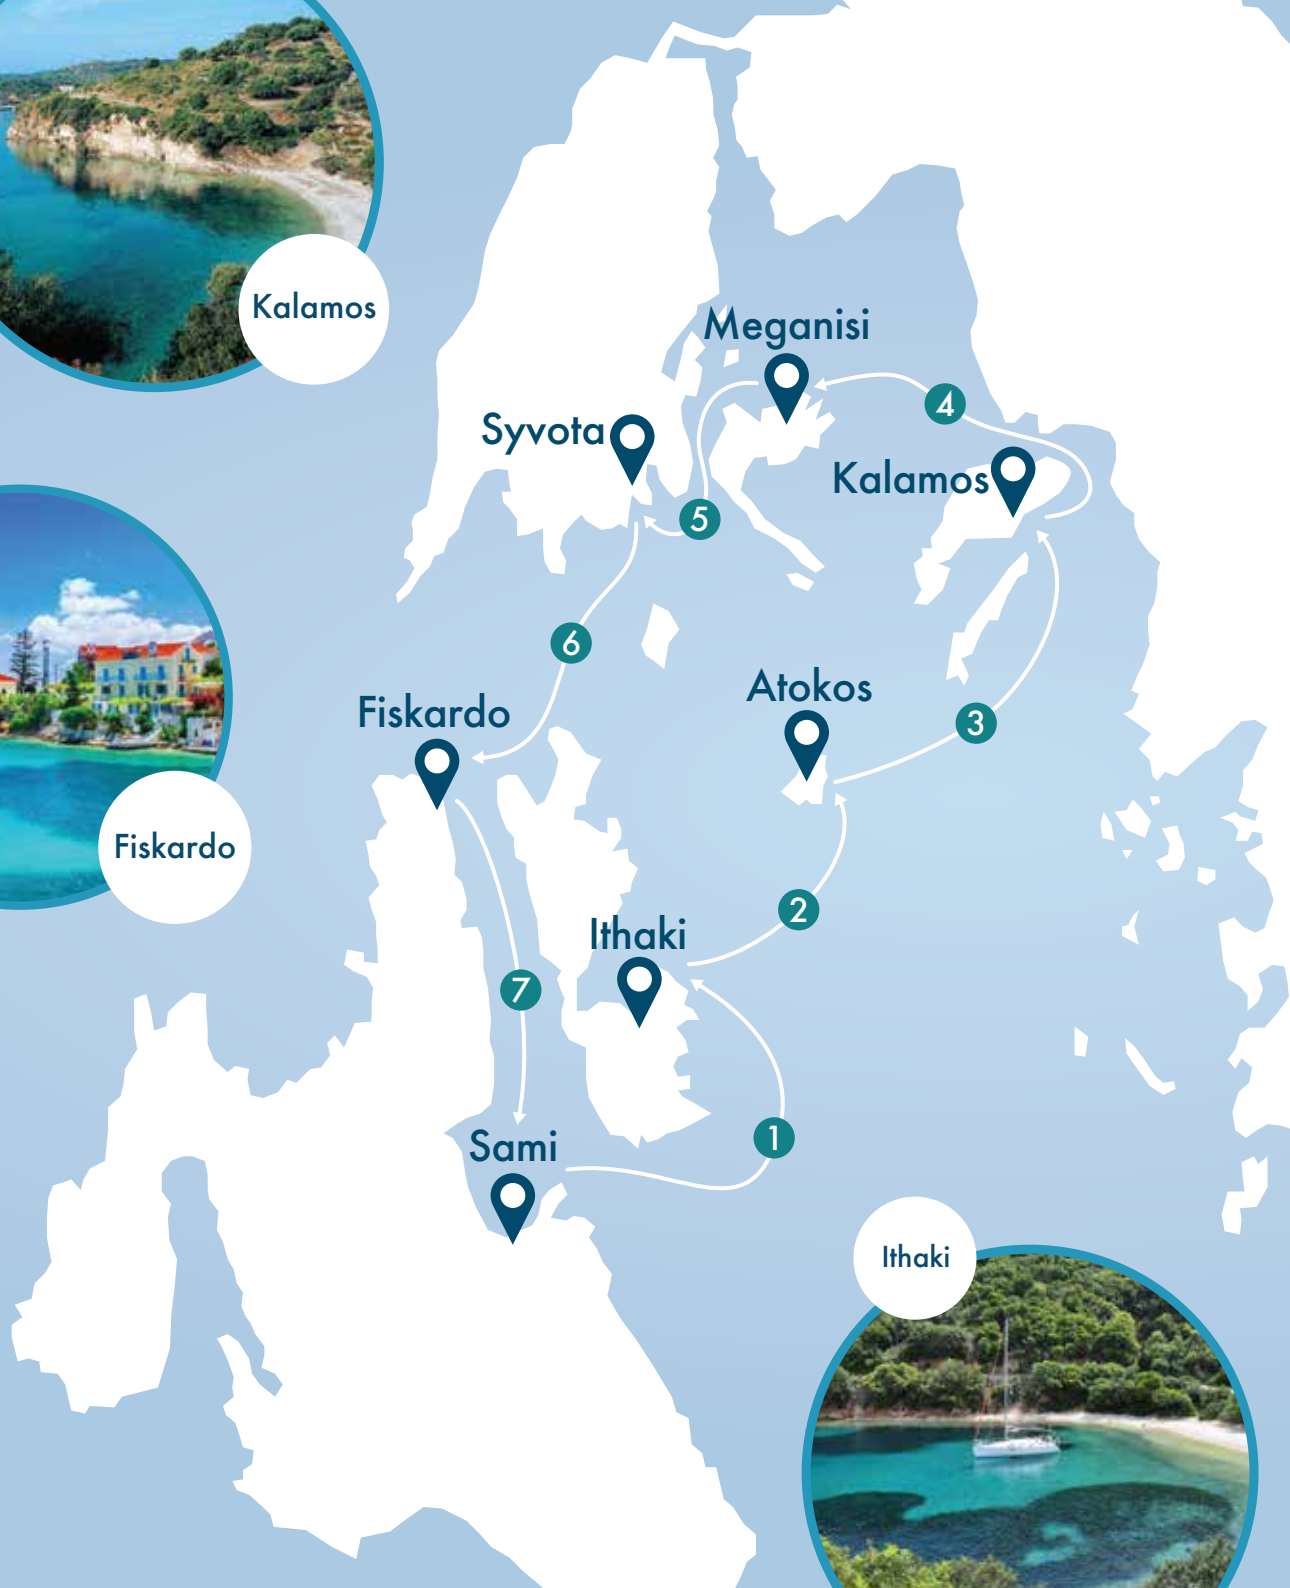 Kalamos
Meganisi
4
Syvota
Kalamos
5
6
Atokos
Fiskardo
3
Fiskardo
2
Ithaki
7
1
Sami
Ithaki